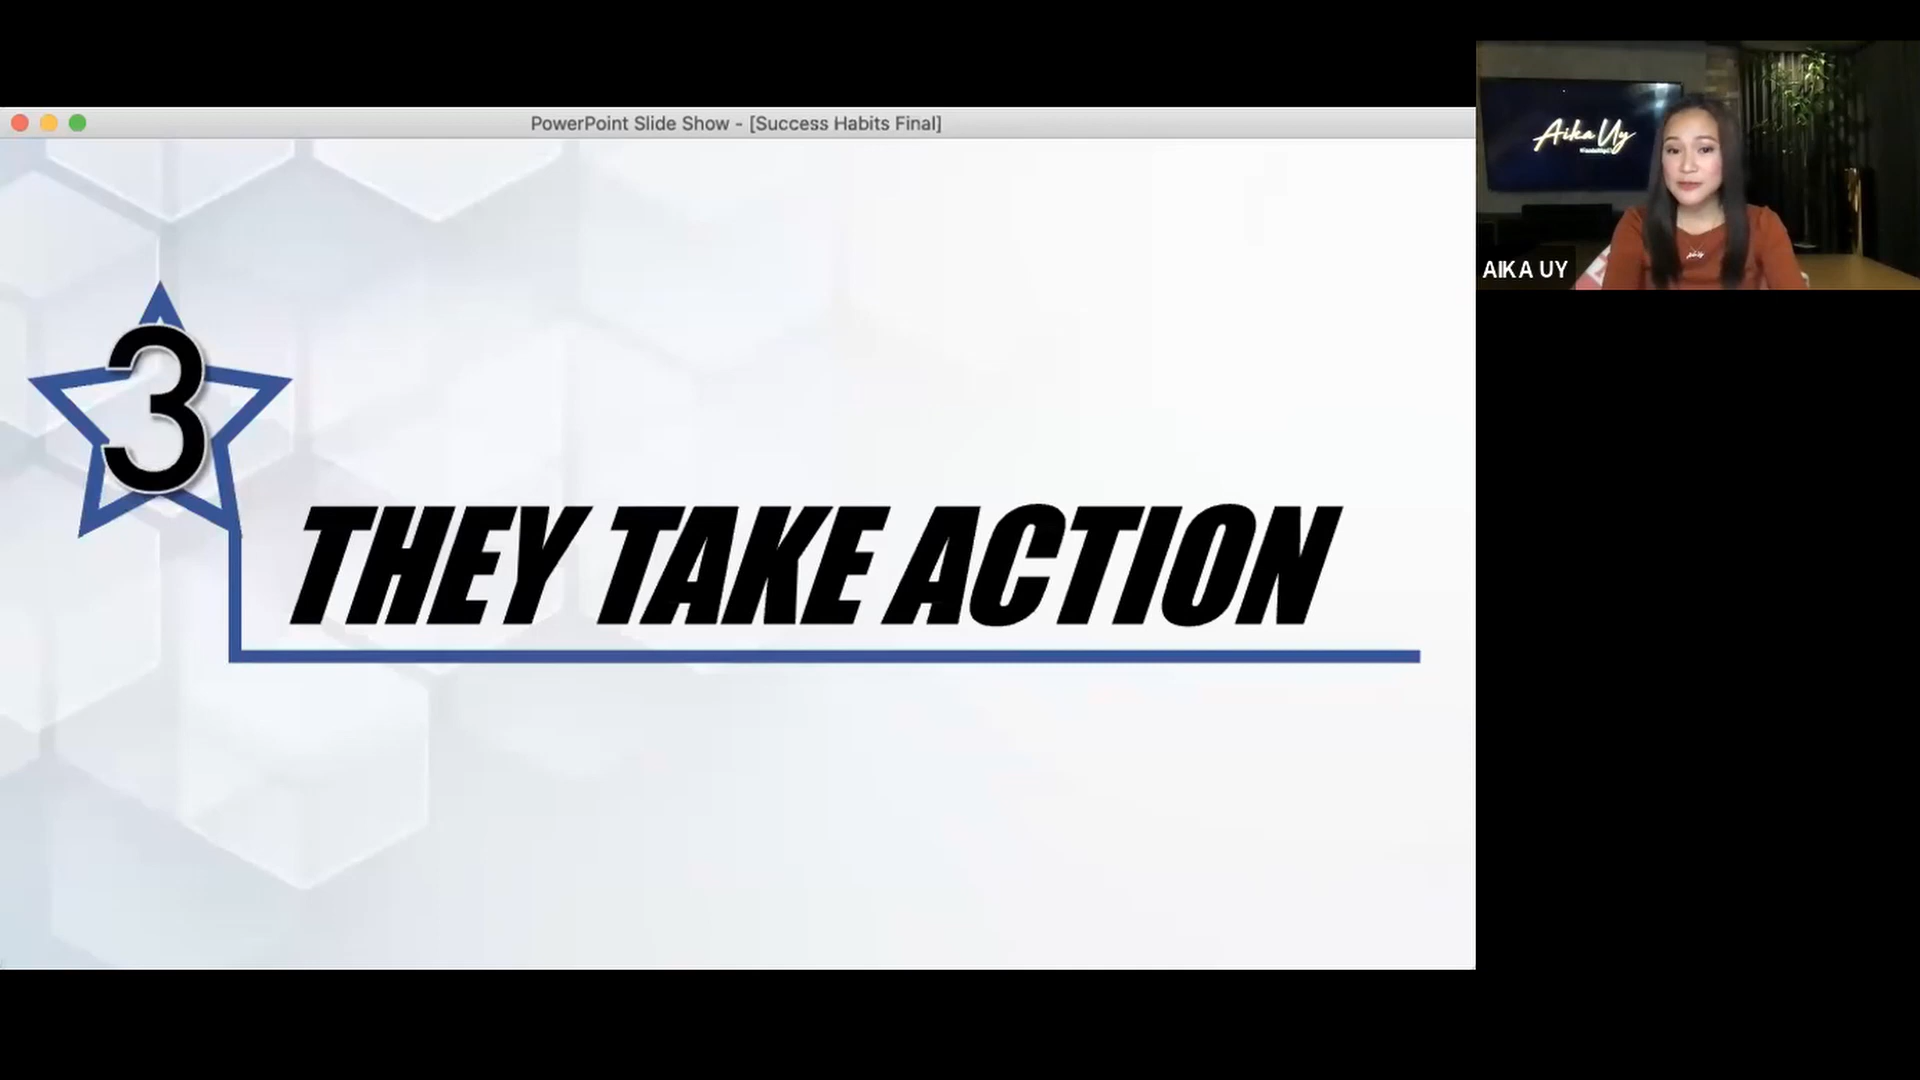 PowerPoint Slide Show - [Success Habits Final]
3
THEY TAKE ACTION
Aika Uy
AIKA UY